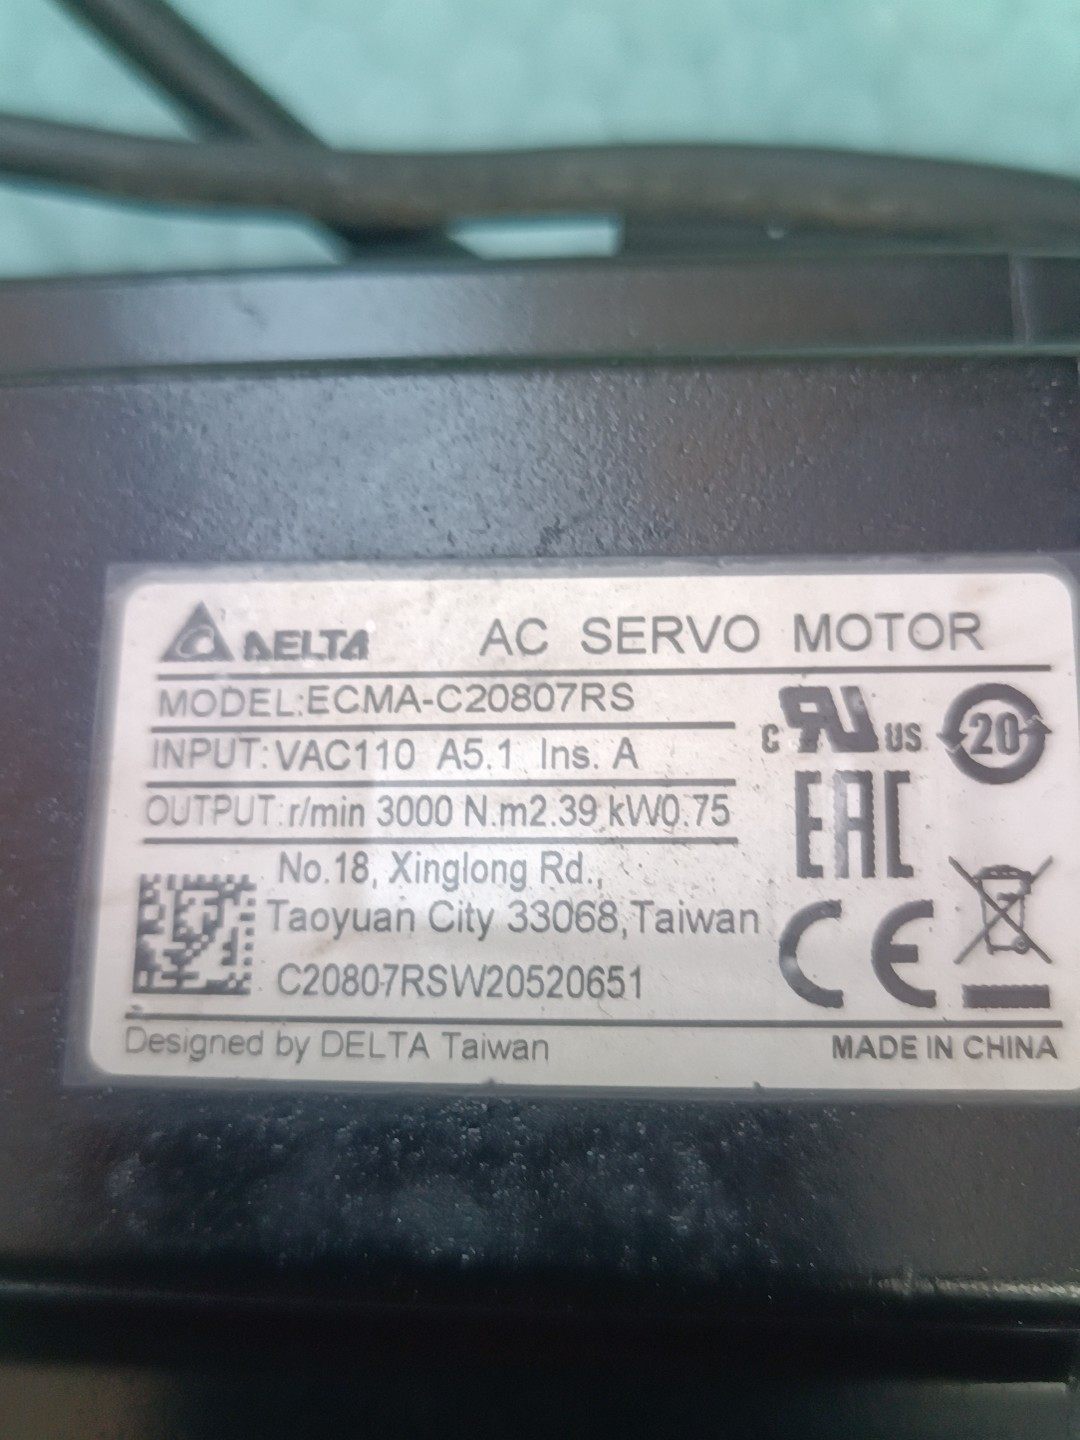 DELTA AC SERVO MOTOR
MODEL:ECMA-C20807RS
INPUT:VAC110 A5.1 Ins. A
OUTPUT:r/min 3000 N.m2.39 kW0.75
c RU US
20
EAC
No.18, Xinglong Rd.,
Taoyuan City 33068,Taiwan
C20807RSW20520651
CE
Designed by DELTA Taiwan
MADE IN CHINA